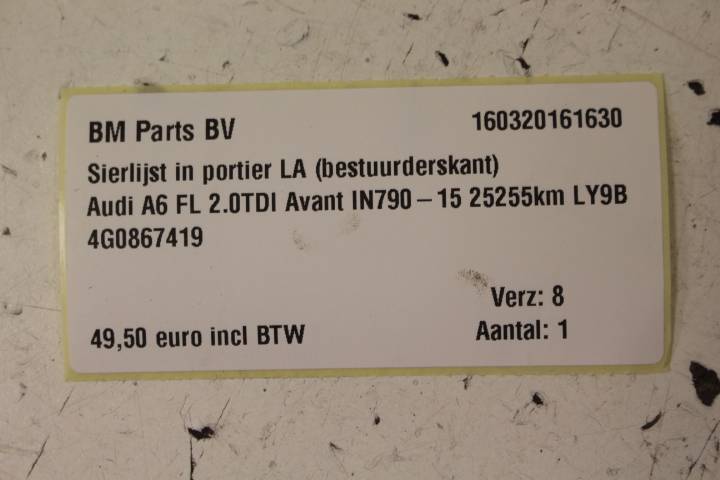 BM Parts BV 160320161630
Sierlijst in portier LA (bestuurderskant)
Audi A6 FL 2.0TDI Avant IN790 – 15 25255km LY9B
4G0867419
Verz: 8
49,50 euro incl BTW Aantal: 1